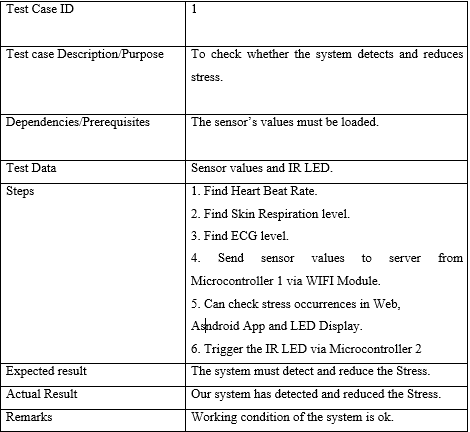 Test Case ID 1
Test case Description/Purpose To check whether the system detects and reduces
stress.
Dependencies/Prerequisites The sensor's values must be loaded.
Test Data Sensor values and IR LED.
Steps 1. Find Heart Beat Rate.
2. Find Skin Respiration level.
3. Find ECG level.
4. Send sensor values to server from
Microcontroller 1 via WIFI Module.
5. Can check stress occurrences in Web,
Asndroid App and LED Display.
6. Trigger the IR LED via Microcontroller 2
Expected result The system must detect and reduce the Stress.
Actual Result Our system has detected and reduced the Stress.
Remarks Working condition of the system is ok.